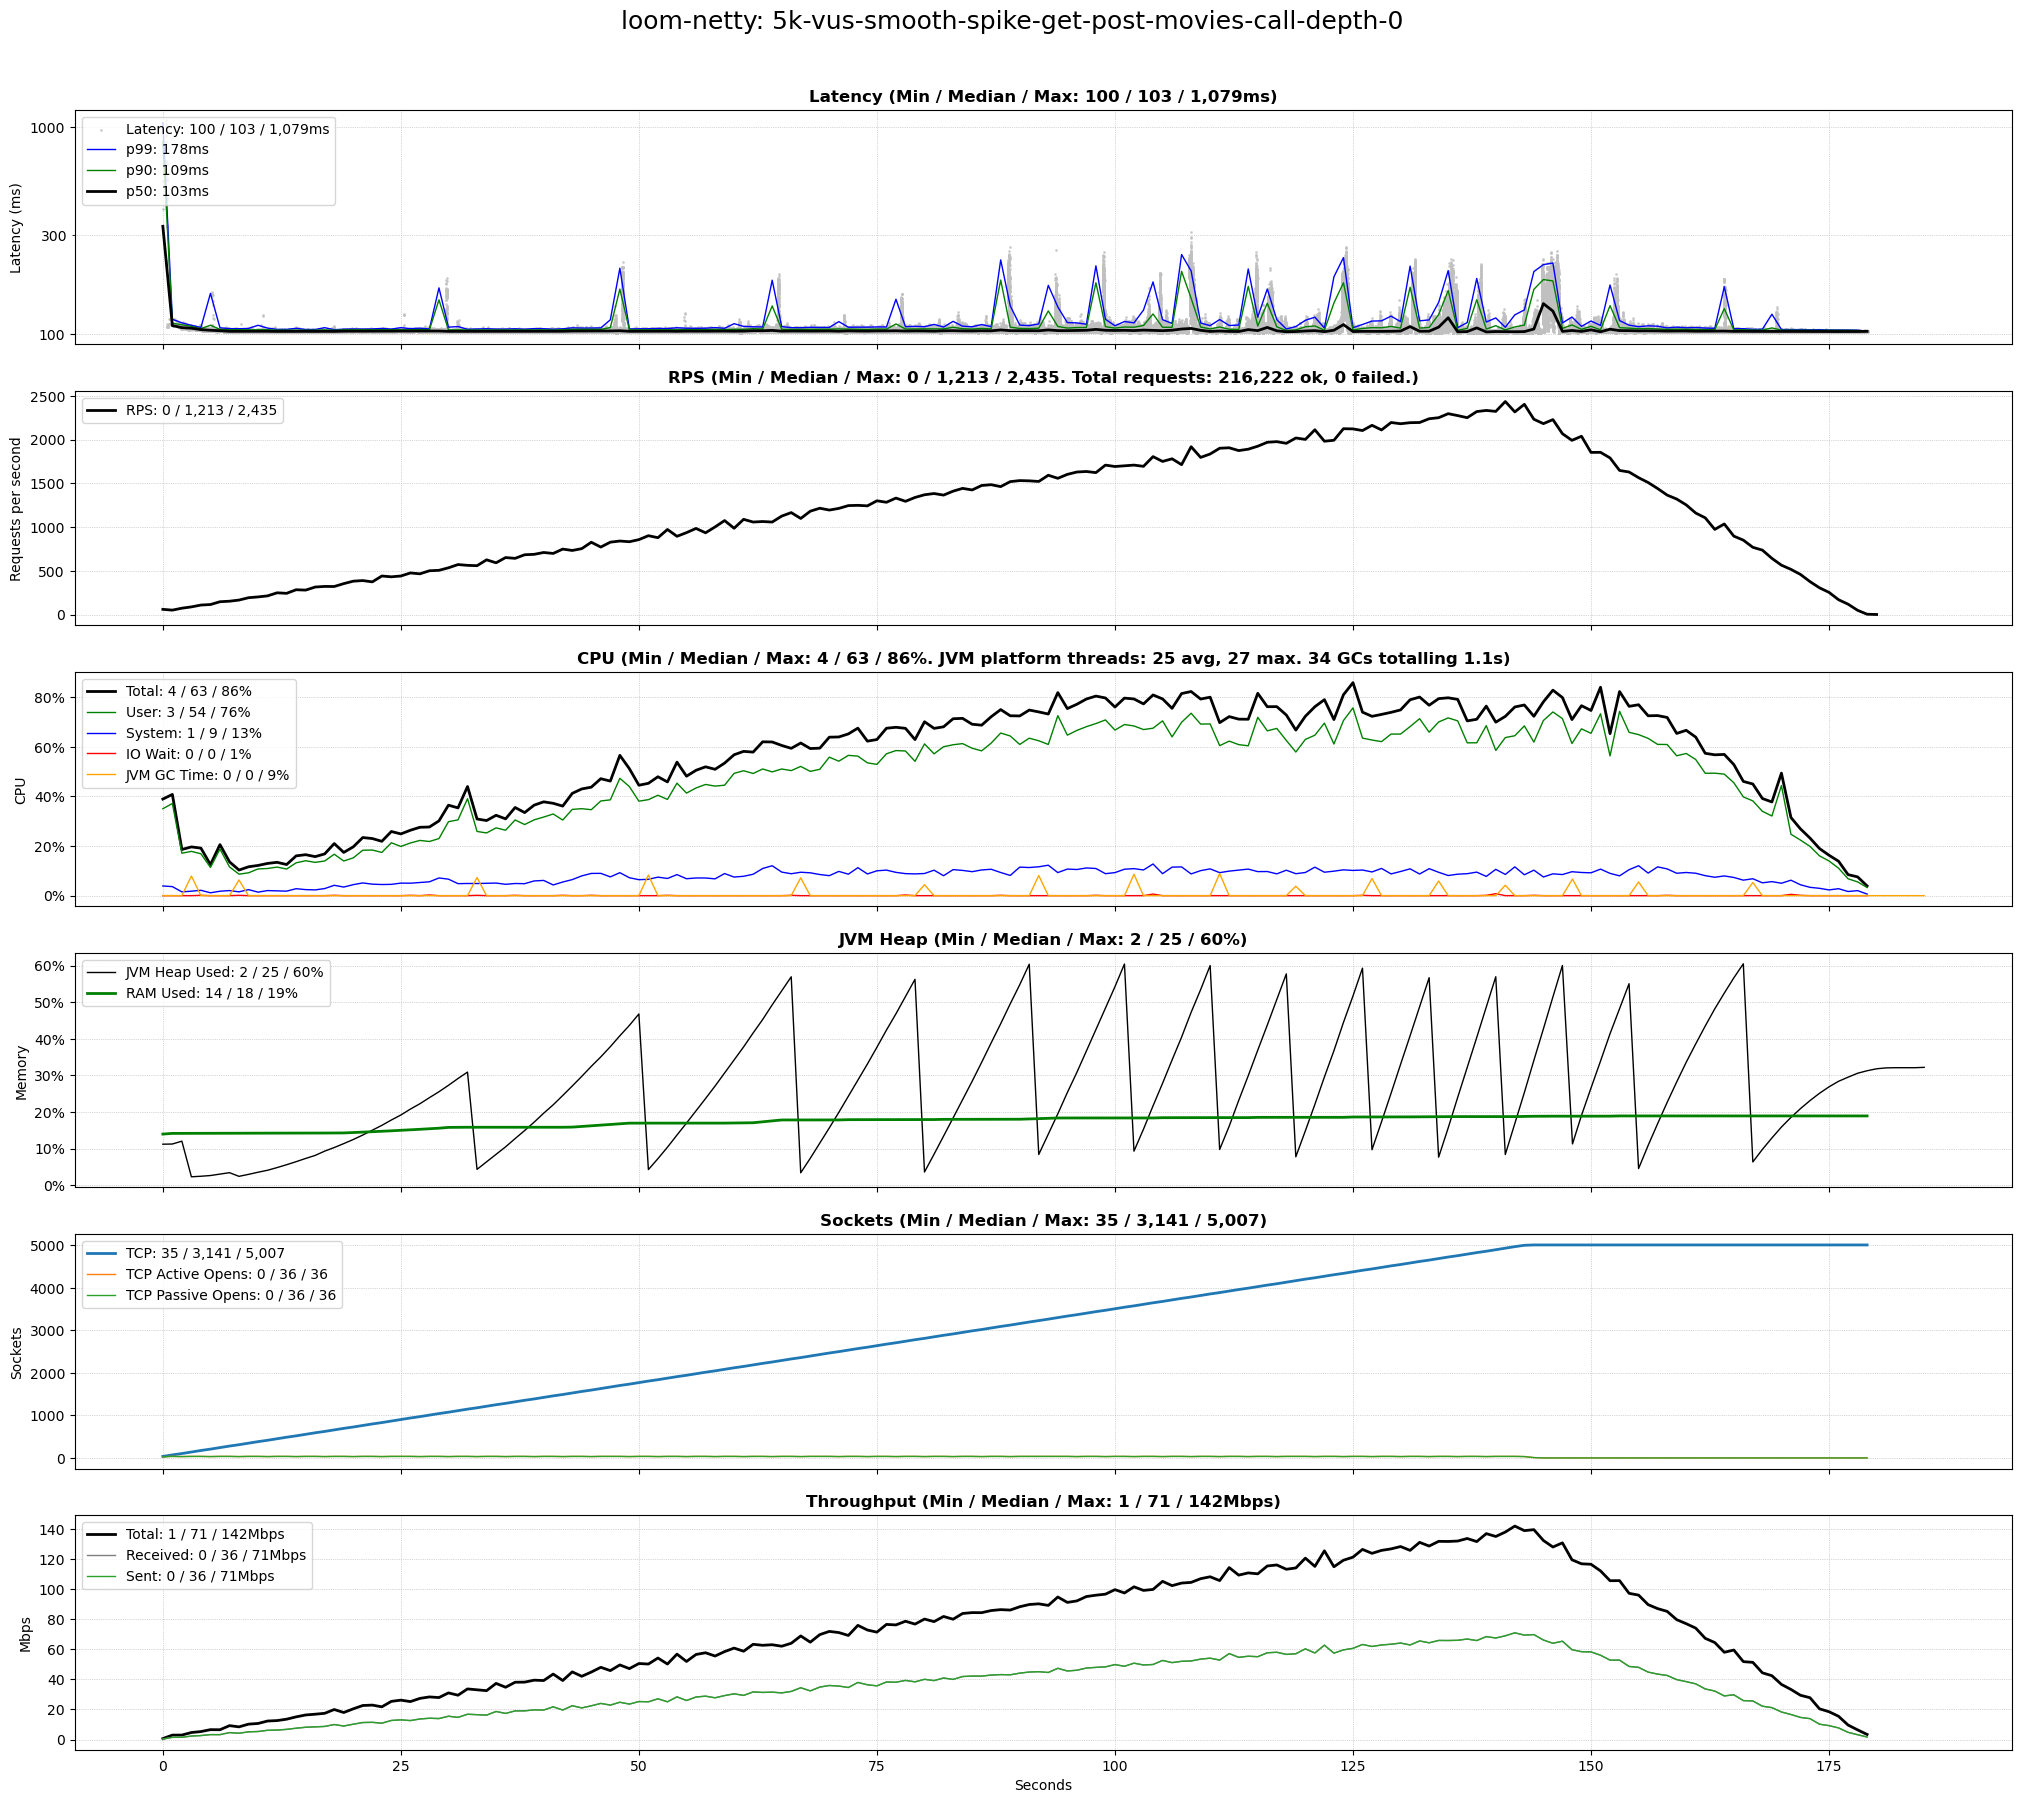 loom-netty: 5k-vus-smooth-spike-get-post-movies-call-depth-0
Latency (Min / Median / Max: 100 / 103 / 1,079ms)
Latency: 100 / 103 / 1,079ms
p99: 178ms
p90: 109ms
p50: 103ms
1000
300
100
Latency (ms)
RPS (Min / Median / Max: 0 / 1,213 / 2,435. Total requests: 216,222 ok, 0 failed.)
RPS: 0 / 1,213 / 2,435
2500
2000
1500
1000
500
0
Requests per second
CPU (Min / Median / Max: 4 / 63 / 86%. JVM platform threads: 25 avg, 27 max. 34 GCs totalling 1.1s)
Total: 4 / 63 / 86%
User: 3 / 54 / 76%
System: 1 / 9 / 13%
IO Wait: 0 / 0 / 1%
JVM GC Time: 0 / 0 / 9%
80%
60%
40%
20%
0%
CPU
JVM Heap (Min / Median / Max: 2 / 25 / 60%)
JVM Heap Used: 2 / 25 / 60%
RAM Used: 14 / 18 / 19%
60%
50%
40%
30%
20%
10%
0%
Memory
Sockets (Min / Median / Max: 35 / 3,141 / 5,007)
TCP: 35 / 3,141 / 5,007
TCP Active Opens: 0 / 36 / 36
TCP Passive Opens: 0 / 36 / 36
5000
4000
3000
2000
1000
0
Sockets
Throughput (Min / Median / Max: 1 / 71 / 142Mbps)
Total: 1 / 71 / 142Mbps
Received: 0 / 36 / 71Mbps
Sent: 0 / 36 / 71Mbps
140
120
100
80
60
40
20
0
Mbps
0 25 50 75 100 125 150 175
Seconds